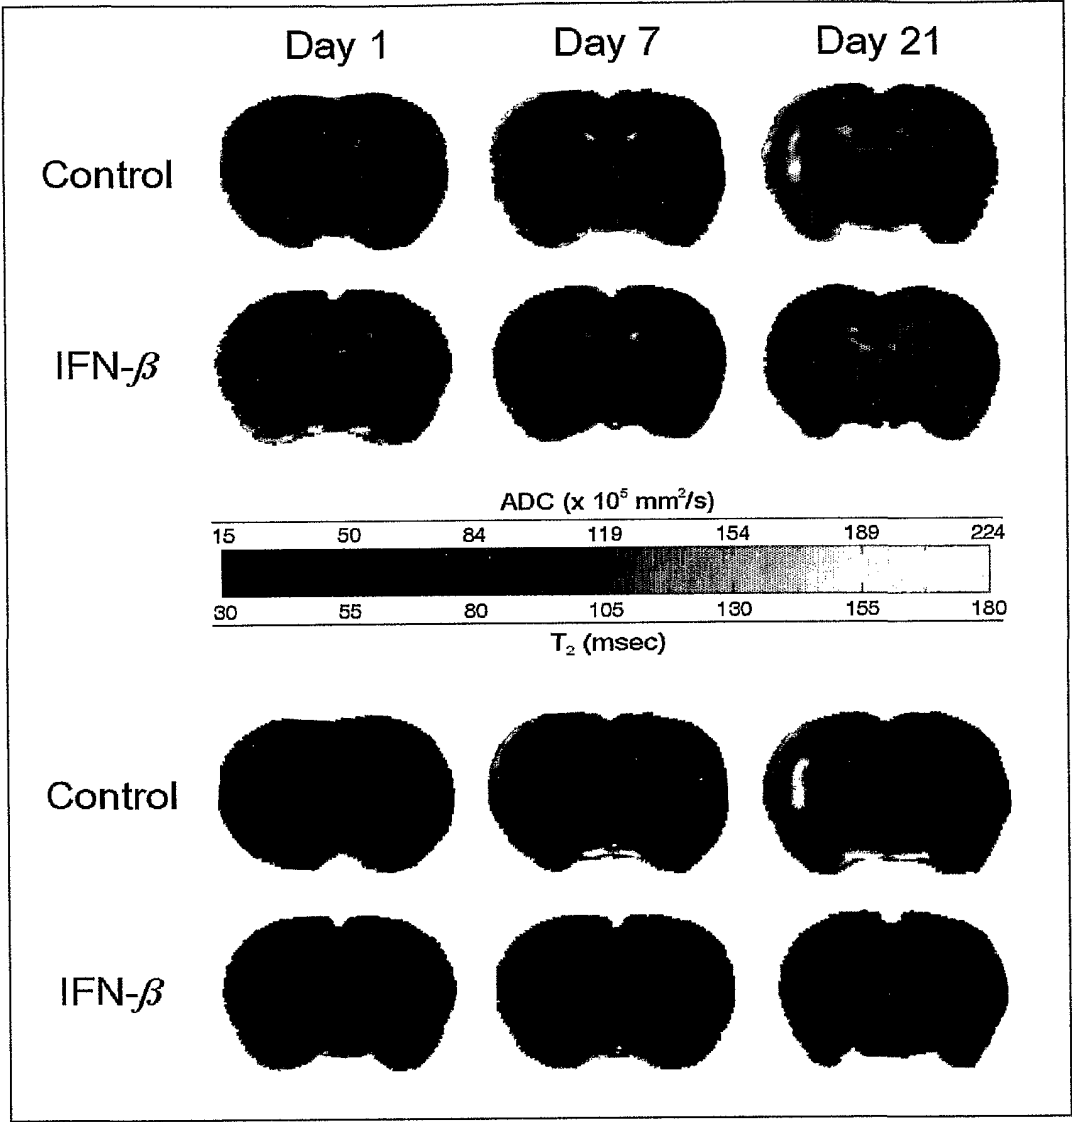 Day 1 Day 7 Day 21
Control
IFN-β
ADC (x 10⁵ mm²/s)
15 50 84 119 154 189 224
30 55 80 105 130 155 180
T₂ (msec)
Control
IFN-β